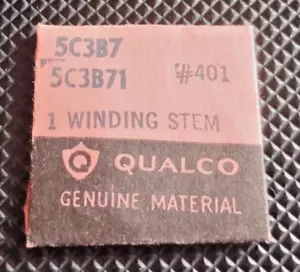 5C3B7
5C3B71 #401
1 WINDING STEM
QUALCO
GENUINE MATERIAL